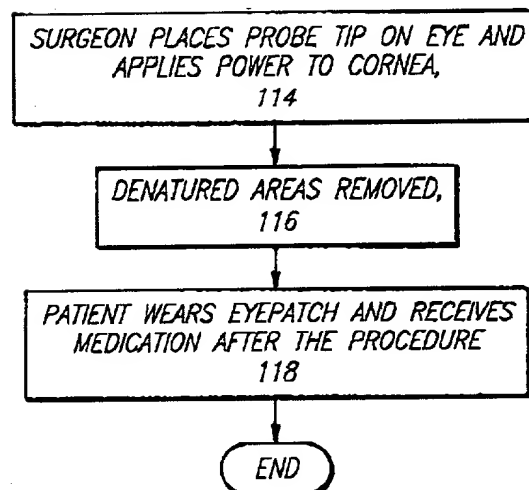 SURGEON PLACES PROBE TIP ON EYE AND
APPLIES POWER TO CORNEA,
114
DENATURED AREAS REMOVED,
116
PATIENT WEARS EYEPATCH AND RECEIVES
MEDICATION AFTER THE PROCEDURE
118
END